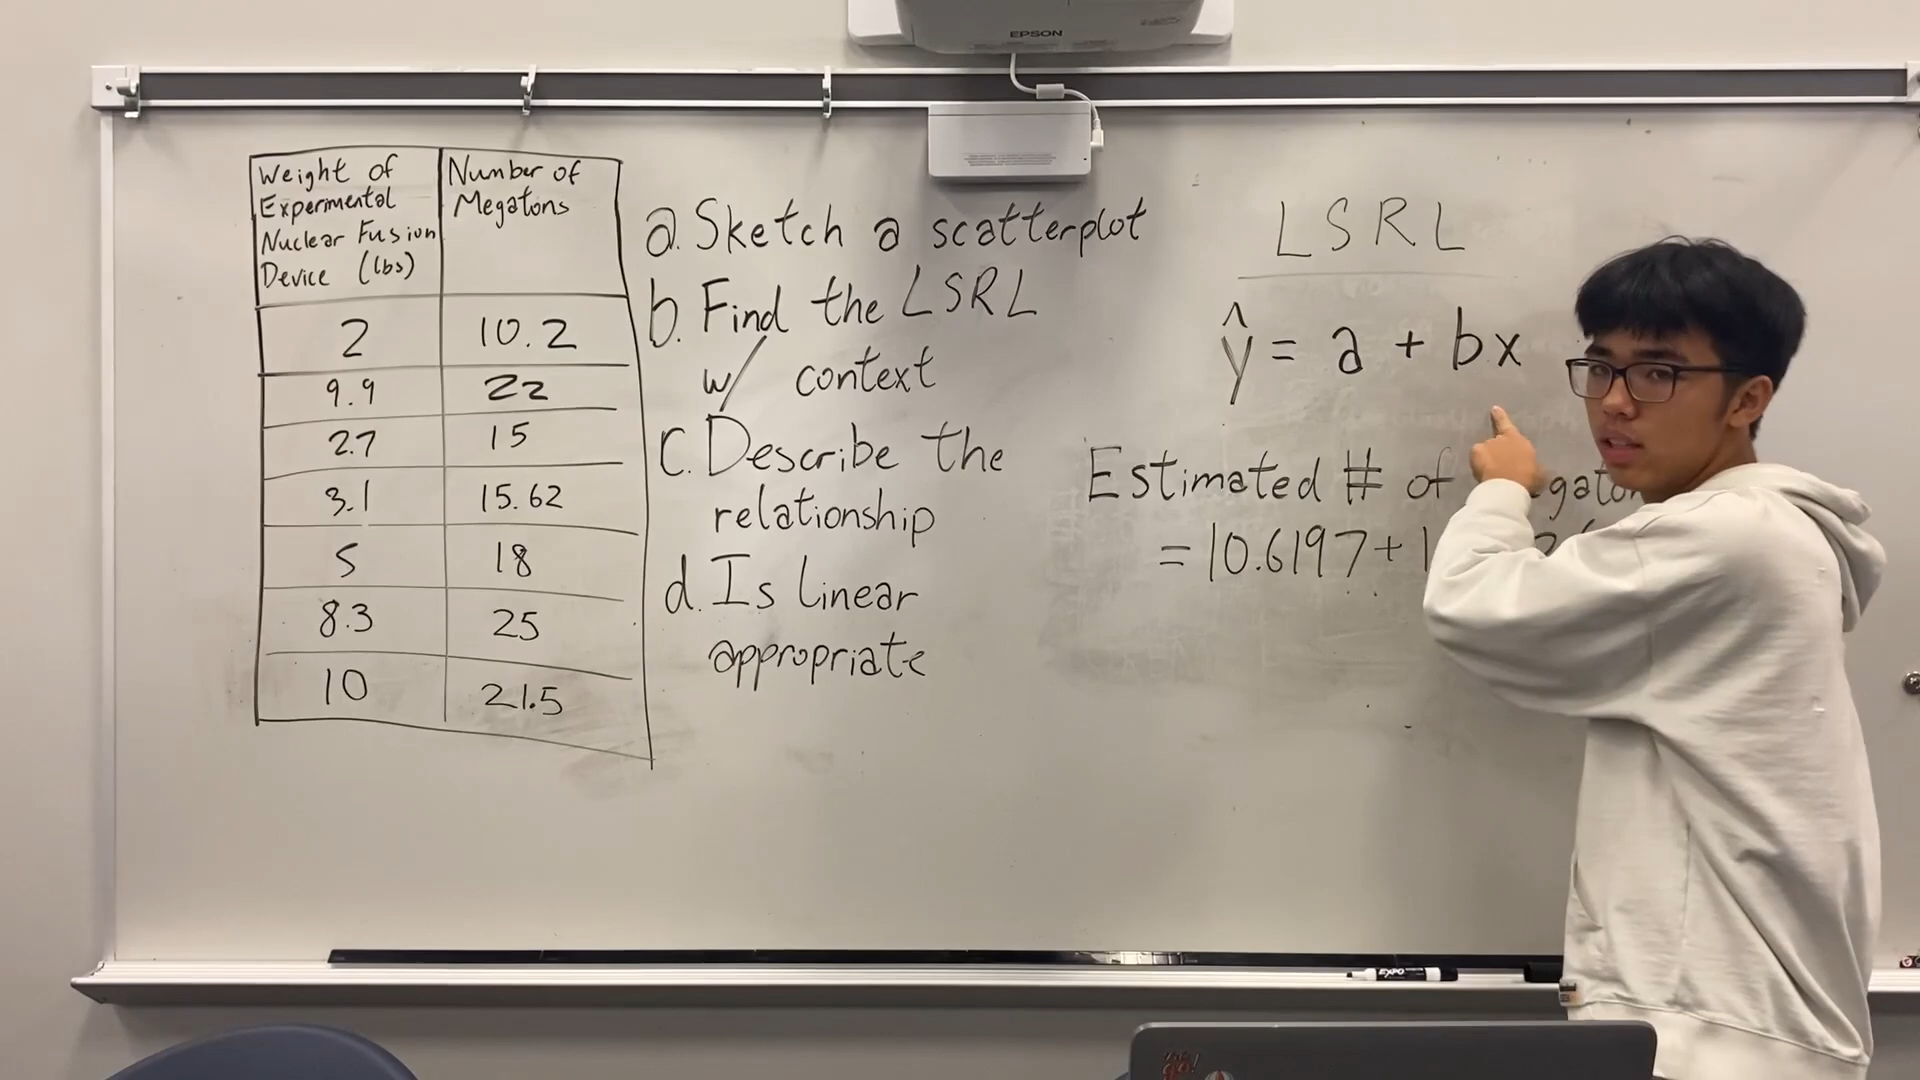 EPSON
Weight of
Experimental
Nuclear Fusion
Device (lbs)
Number of
Megatons
2 10.2
9.9 22
2.7 15
3.1 15.62
5 18
8.3 25
10 21.5
a. Sketch a scatterplot
b. Find the LSRL
w/ context
c. Describe the
relationship
d. Is linear
appropriate
LSRL
ŷ = a + bx
Estimated # of
= 10.6197 + 1
EXPO